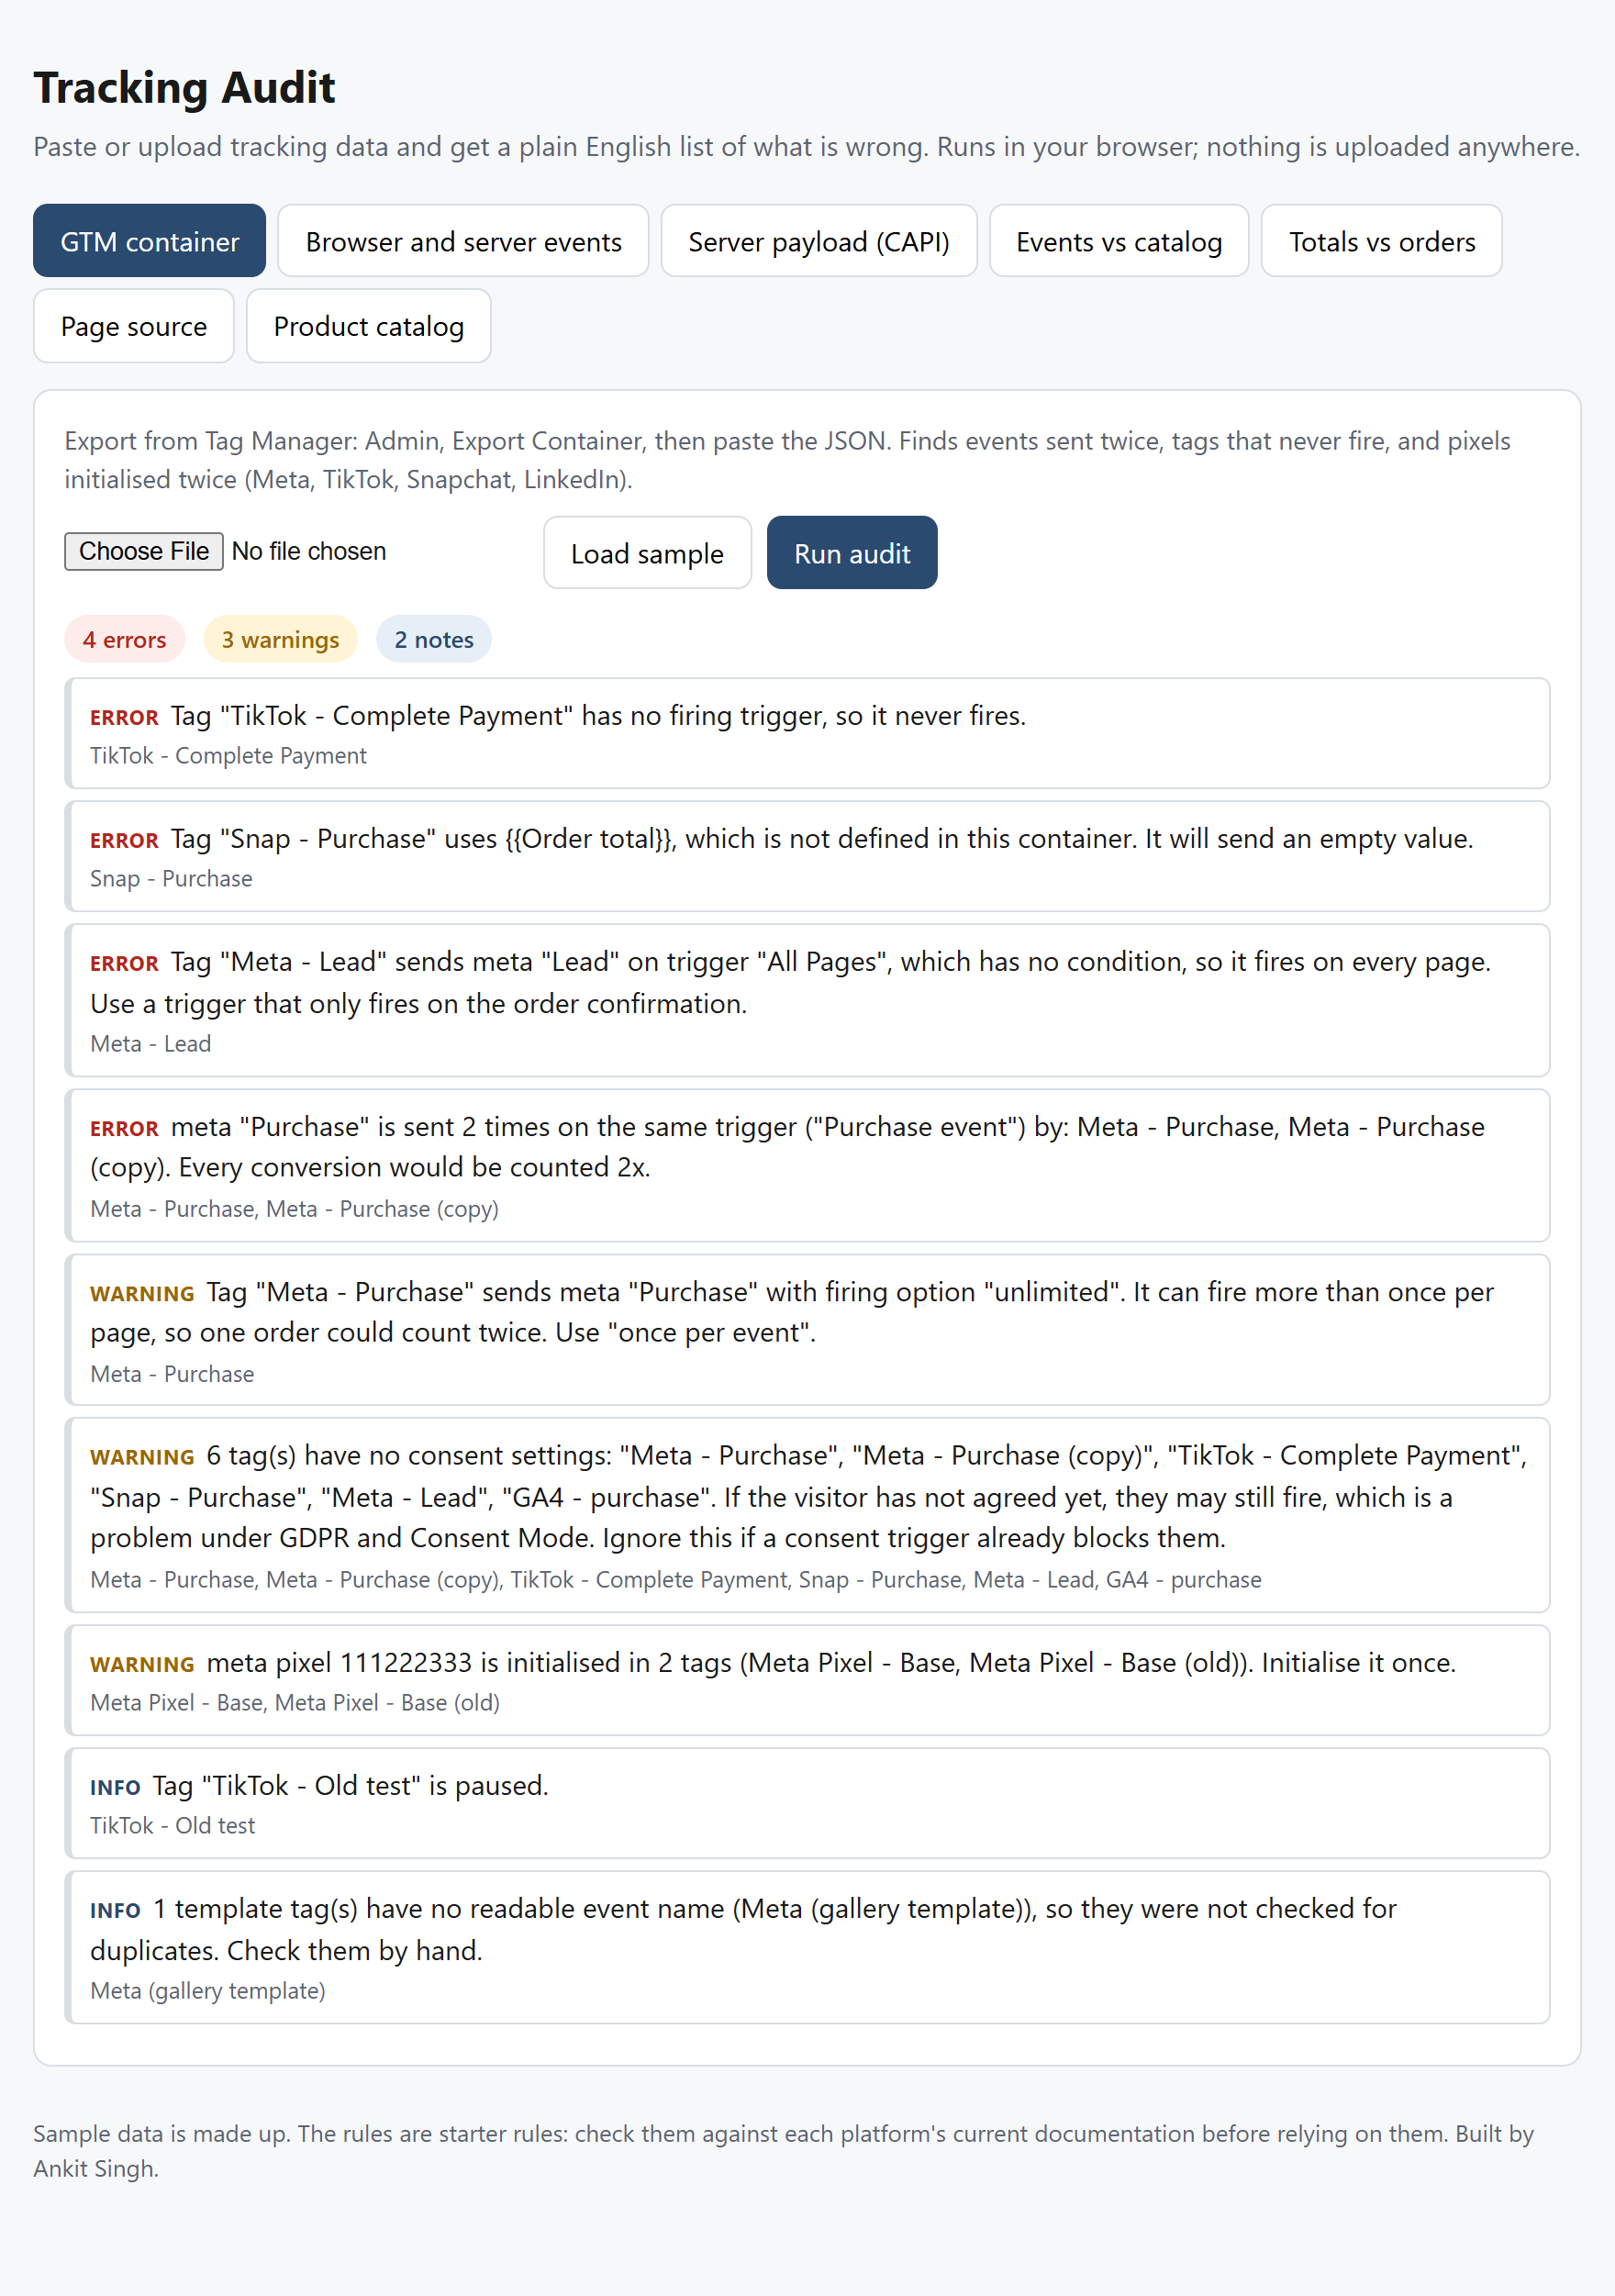 Tracking Audit
Paste or upload tracking data and get a plain English list of what is wrong. Runs in your browser; nothing is uploaded anywhere.
GTM container
Browser and server events
Server payload (CAPI)
Events vs catalog
Totals vs orders
Page source
Product catalog
Export from Tag Manager: Admin, Export Container, then paste the JSON. Finds events sent twice, tags that never fire, and pixels
initialised twice (Meta, TikTok, Snapchat, LinkedIn).
Choose File No file chosen
Load sample
Run audit
4 errors
3 warnings
2 notes
ERROR Tag "TikTok - Complete Payment" has no firing trigger, so it never fires.
TikTok - Complete Payment
ERROR Tag "Snap - Purchase" uses {{Order total}}, which is not defined in this container. It will send an empty value.
Snap - Purchase
ERROR Tag "Meta - Lead" sends meta "Lead" on trigger "All Pages", which has no condition, so it fires on every page.
Use a trigger that only fires on the order confirmation.
Meta - Lead
ERROR meta "Purchase" is sent 2 times on the same trigger ("Purchase event") by: Meta - Purchase, Meta - Purchase
(copy). Every conversion would be counted 2x.
Meta - Purchase, Meta - Purchase (copy)
WARNING Tag "Meta - Purchase" sends meta "Purchase" with firing option "unlimited". It can fire more than once per
page, so one order could count twice. Use "once per event".
Meta - Purchase
WARNING 6 tag(s) have no consent settings: "Meta - Purchase", "Meta - Purchase (copy)", "TikTok - Complete Payment",
"Snap - Purchase", "Meta - Lead", "GA4 - purchase". If the visitor has not agreed yet, they may still fire, which is a
problem under GDPR and Consent Mode. Ignore this if a consent trigger already blocks them.
Meta - Purchase, Meta - Purchase (copy), TikTok - Complete Payment, Snap - Purchase, Meta - Lead, GA4 - purchase
WARNING meta pixel 111222333 is initialised in 2 tags (Meta Pixel - Base, Meta Pixel - Base (old)). Initialise it once.
Meta Pixel - Base, Meta Pixel - Base (old)
INFO Tag "TikTok - Old test" is paused.
TikTok - Old test
INFO 1 template tag(s) have no readable event name (Meta (gallery template)), so they were not checked for
duplicates. Check them by hand.
Meta (gallery template)
Sample data is made up. The rules are starter rules: check them against each platform's current documentation before relying on them. Built by
Ankit Singh.